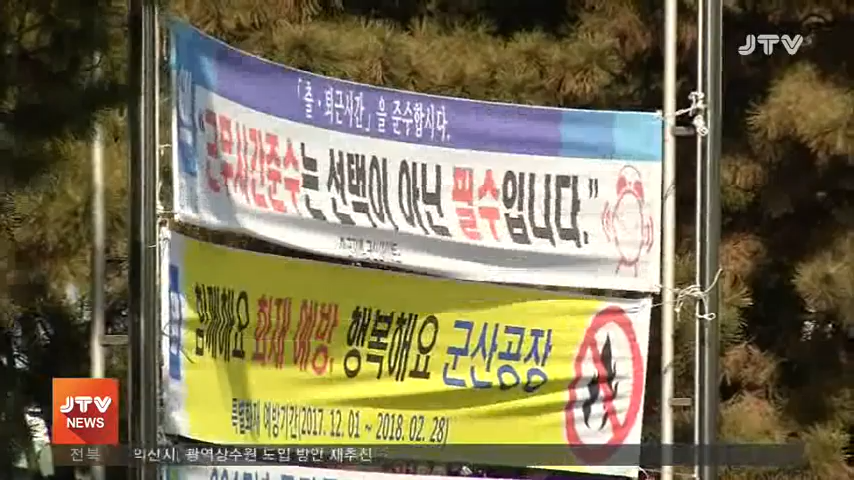 JTV
「출·퇴근시간」을 준수합시다.
"근무시간준수는 선택이 아닌 필수입니다."
함께해요 화재 예방, 행복해요 군산공장
특별화재 예방기간(2017. 12. 01 ~ 2018. 02. 28)
JTV
NEWS
전북 익산시, 광역상수원 도입 방안 재추진